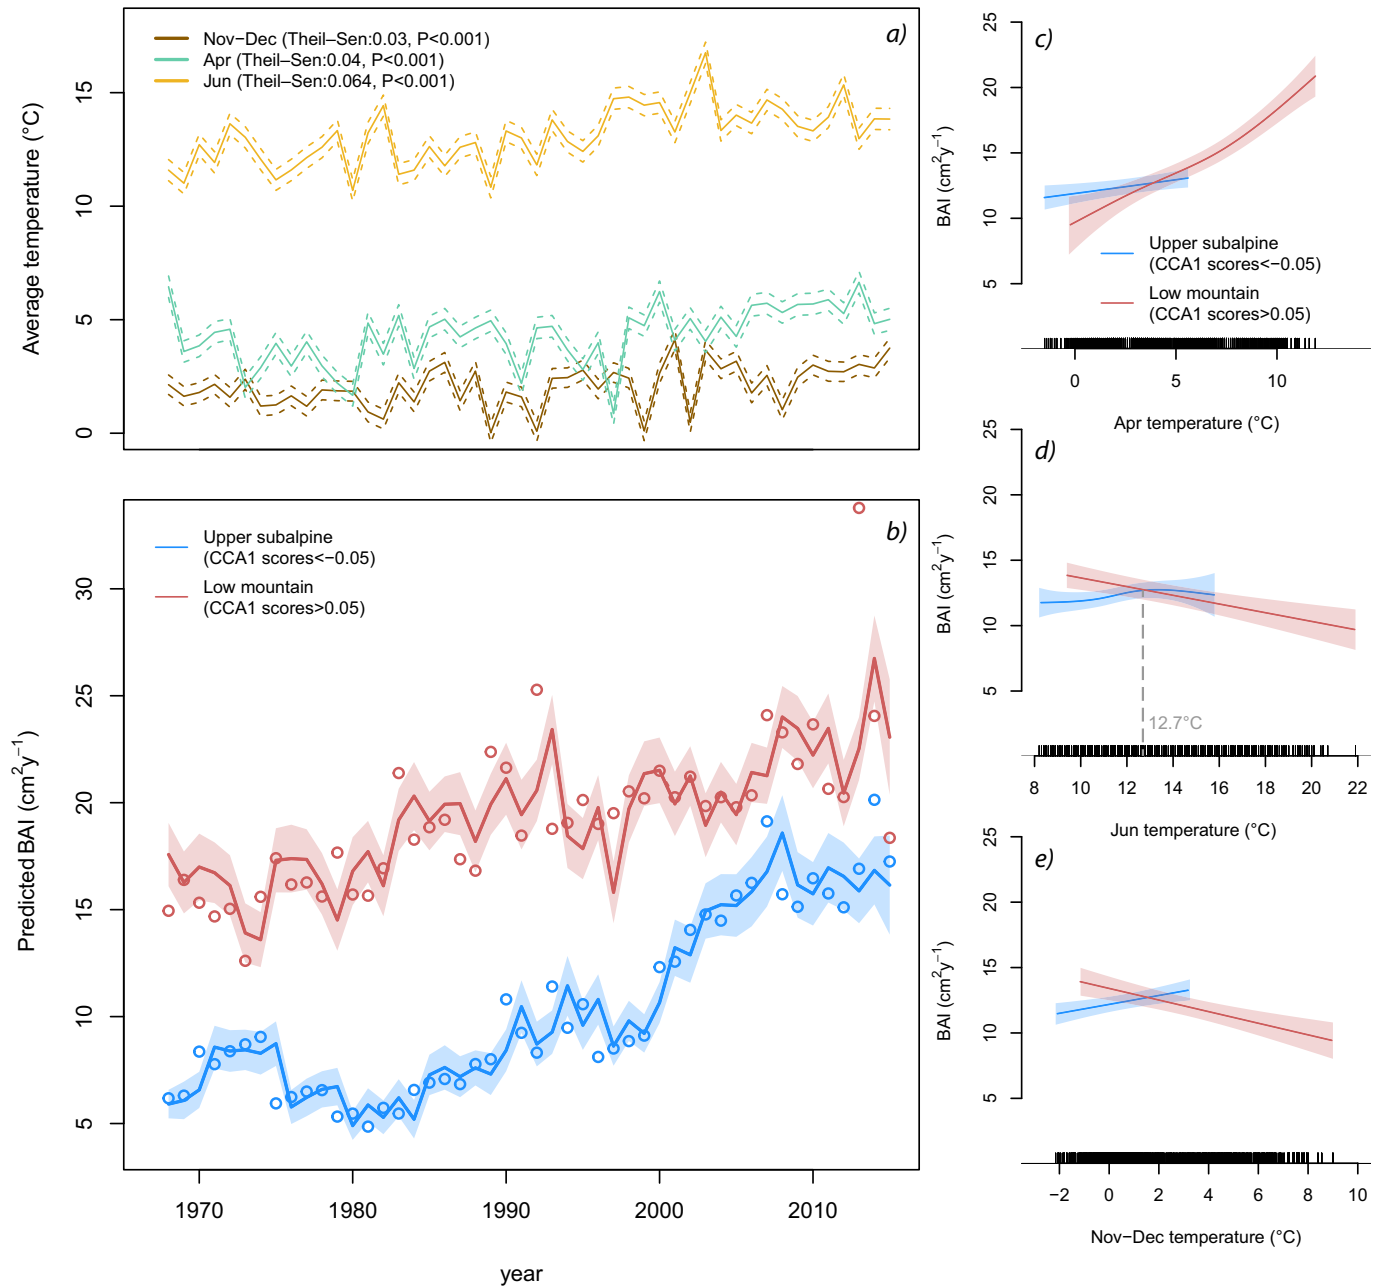 a)
Nov−Dec (Theil–Sen:0.03, P<0.001)
Apr (Theil–Sen:0.04, P<0.001)
Jun (Theil–Sen:0.064, P<0.001)
Average temperature (°C)
15
10
5
0
b)
Upper subalpine
(CCA1 scores<−0.05)
Low mountain
(CCA1 scores>0.05)
Predicted BAI (cm²y⁻¹)
30
25
20
15
10
5
1970 1980 1990 2000 2010
year
c)
BAI (cm²y⁻¹)
25
20
15
10
5
Upper subalpine
(CCA1 scores<−0.05)
Low mountain
(CCA1 scores>0.05)
0 5 10
Apr temperature (°C)
d)
BAI (cm²y⁻¹)
25
20
15
10
5
12.7°C
8 10 12 14 16 18 20 22
Jun temperature (°C)
e)
BAI (cm²y⁻¹)
25
20
15
10
5
−2 0 2 4 6 8 10
Nov−Dec temperature (°C)